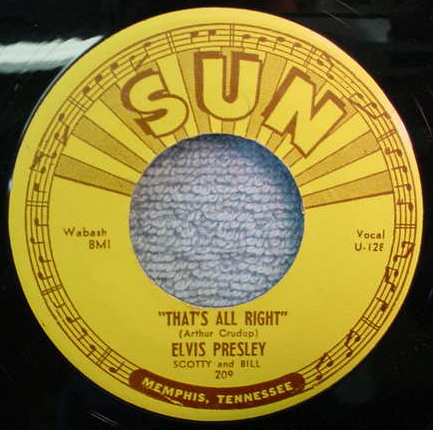 SUN
Wabash
BMI
Vocal
U-128
"THAT'S ALL RIGHT"
(Arthur Crudup)
ELVIS PRESLEY
SCOTTY and BILL
209
MEMPHIS, TENNESSEE